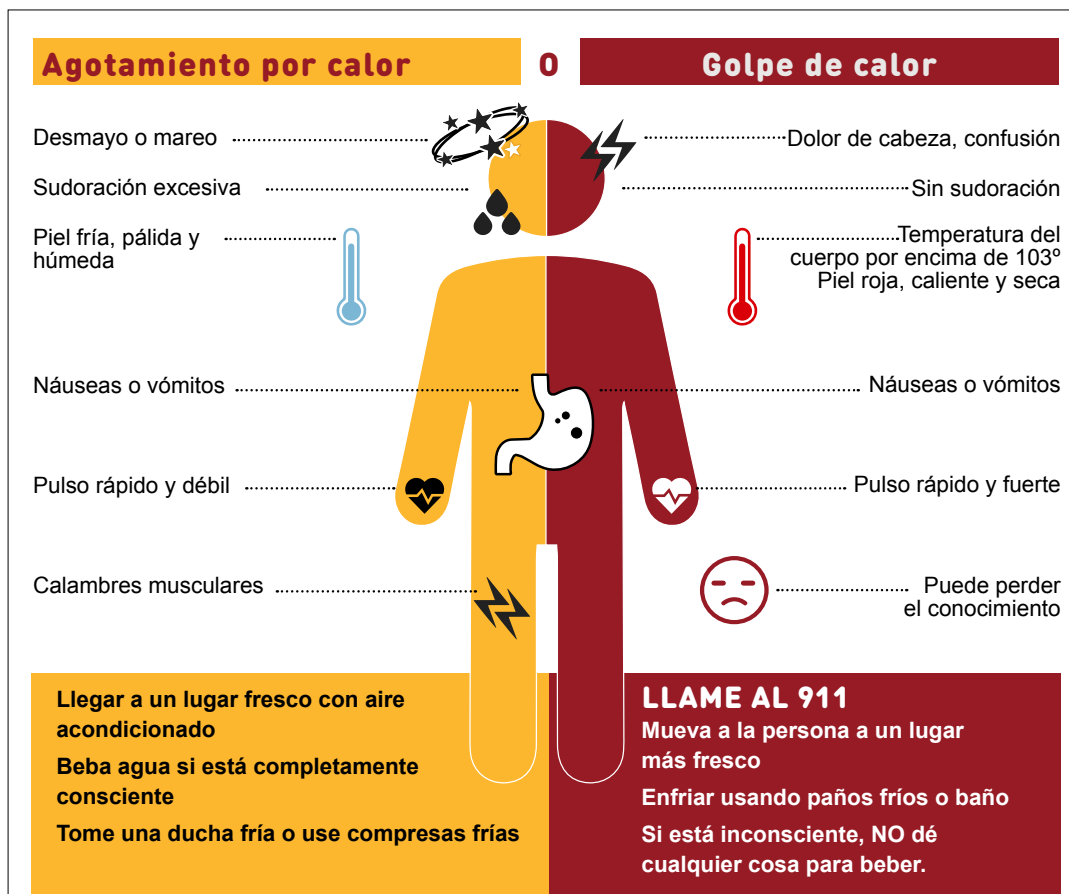 Agotamiento por calor
O
Golpe de calor
Desmayo o mareo
Dolor de cabeza, confusión
Sudoración excesiva
Sin sudoración
Piel fría, pálida y
húmeda
Temperatura del
cuerpo por encima de 103º
Piel roja, caliente y seca
Náuseas o vómitos
Náuseas o vómitos
Pulso rápido y débil
Pulso rápido y fuerte
Calambres musculares
Puede perder
el conocimiento
Llegar a un lugar fresco con aire
acondicionado
Beba agua si está completamente
consciente
Tome una ducha fría o use compresas frías
LLAME AL 911
Mueva a la persona a un lugar
más fresco
Enfriar usando paños fríos o baño
Si está inconsciente, NO dé
cualquier cosa para beber.